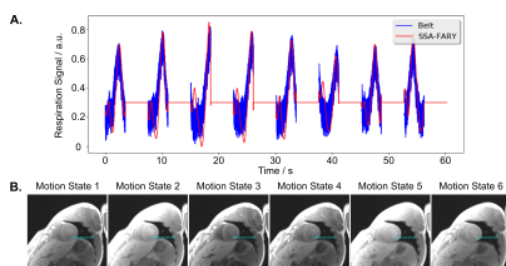 A.
Belt
SSA-FARY
Respiration Signal / a.u.
0.8
0.6
0.4
0.2
0
0 10 20 30 40 50 60
Time / s
B. Motion State 1 Motion State 2 Motion State 3 Motion State 4 Motion State 5 Motion State 6